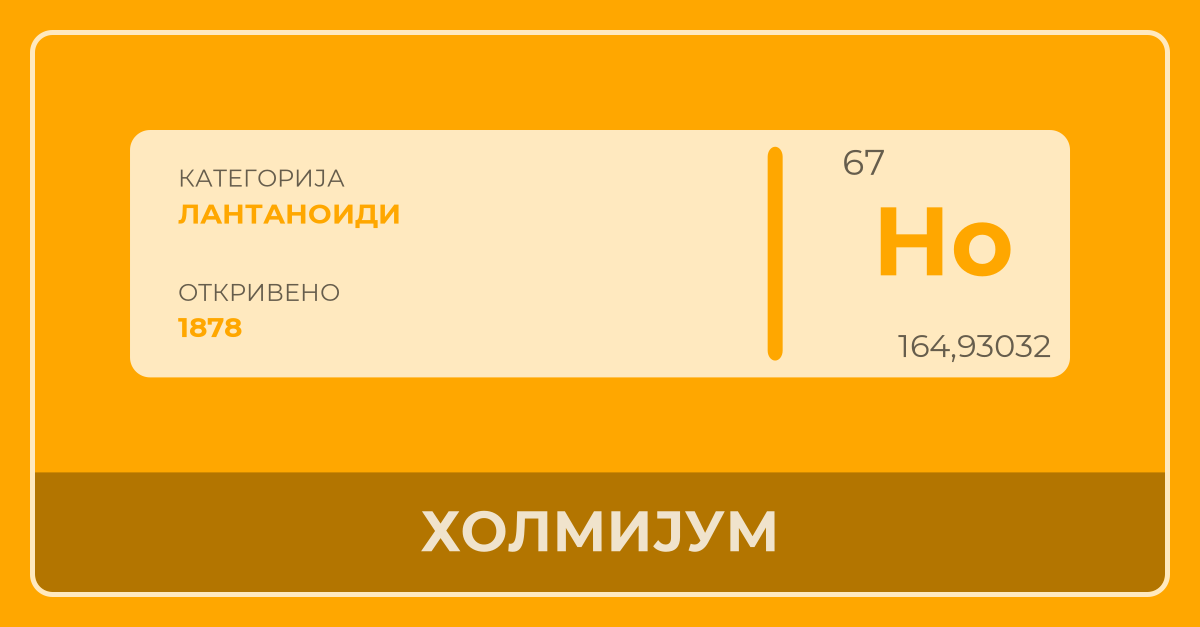 КАТЕГОРИЈА
ЛАНТАНОИДИ
ОТКРИВЕНО
1878
67
Ho
164,93032
ХОЛМИЈУМ